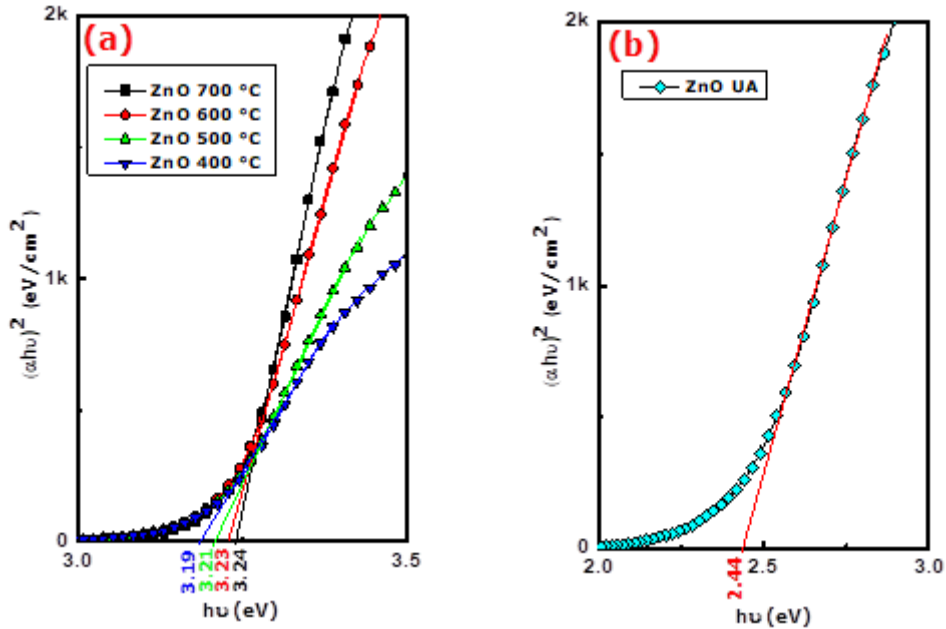 (a)
2k
ZnO 700 °C
ZnO 600 °C
ZnO 500 °C
ZnO 400 °C
(αhυ)² (eV/cm²)
1k
0
3.0
3.19
3.21
3.23
3.24
3.5
hυ (eV)
(b)
2k
ZnO UA
(αhυ)² (eV/cm²)
1k
0
2.0
2.44
2.5
3.0
hυ (eV)